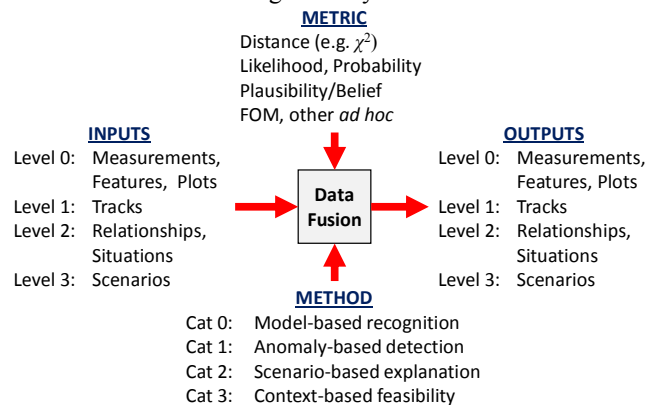 METRIC
Distance (e.g. χ²)
Likelihood, Probability
Plausibility/Belief
FOM, other ad hoc
INPUTS
Level 0: Measurements,
Features, Plots
Level 1: Tracks
Level 2: Relationships,
Situations
Level 3: Scenarios
Data
Fusion
OUTPUTS
Level 0: Measurements,
Features, Plots
Level 1: Tracks
Level 2: Relationships,
Situations
Level 3: Scenarios
METHOD
Cat 0: Model-based recognition
Cat 1: Anomaly-based detection
Cat 2: Scenario-based explanation
Cat 3: Context-based feasibility